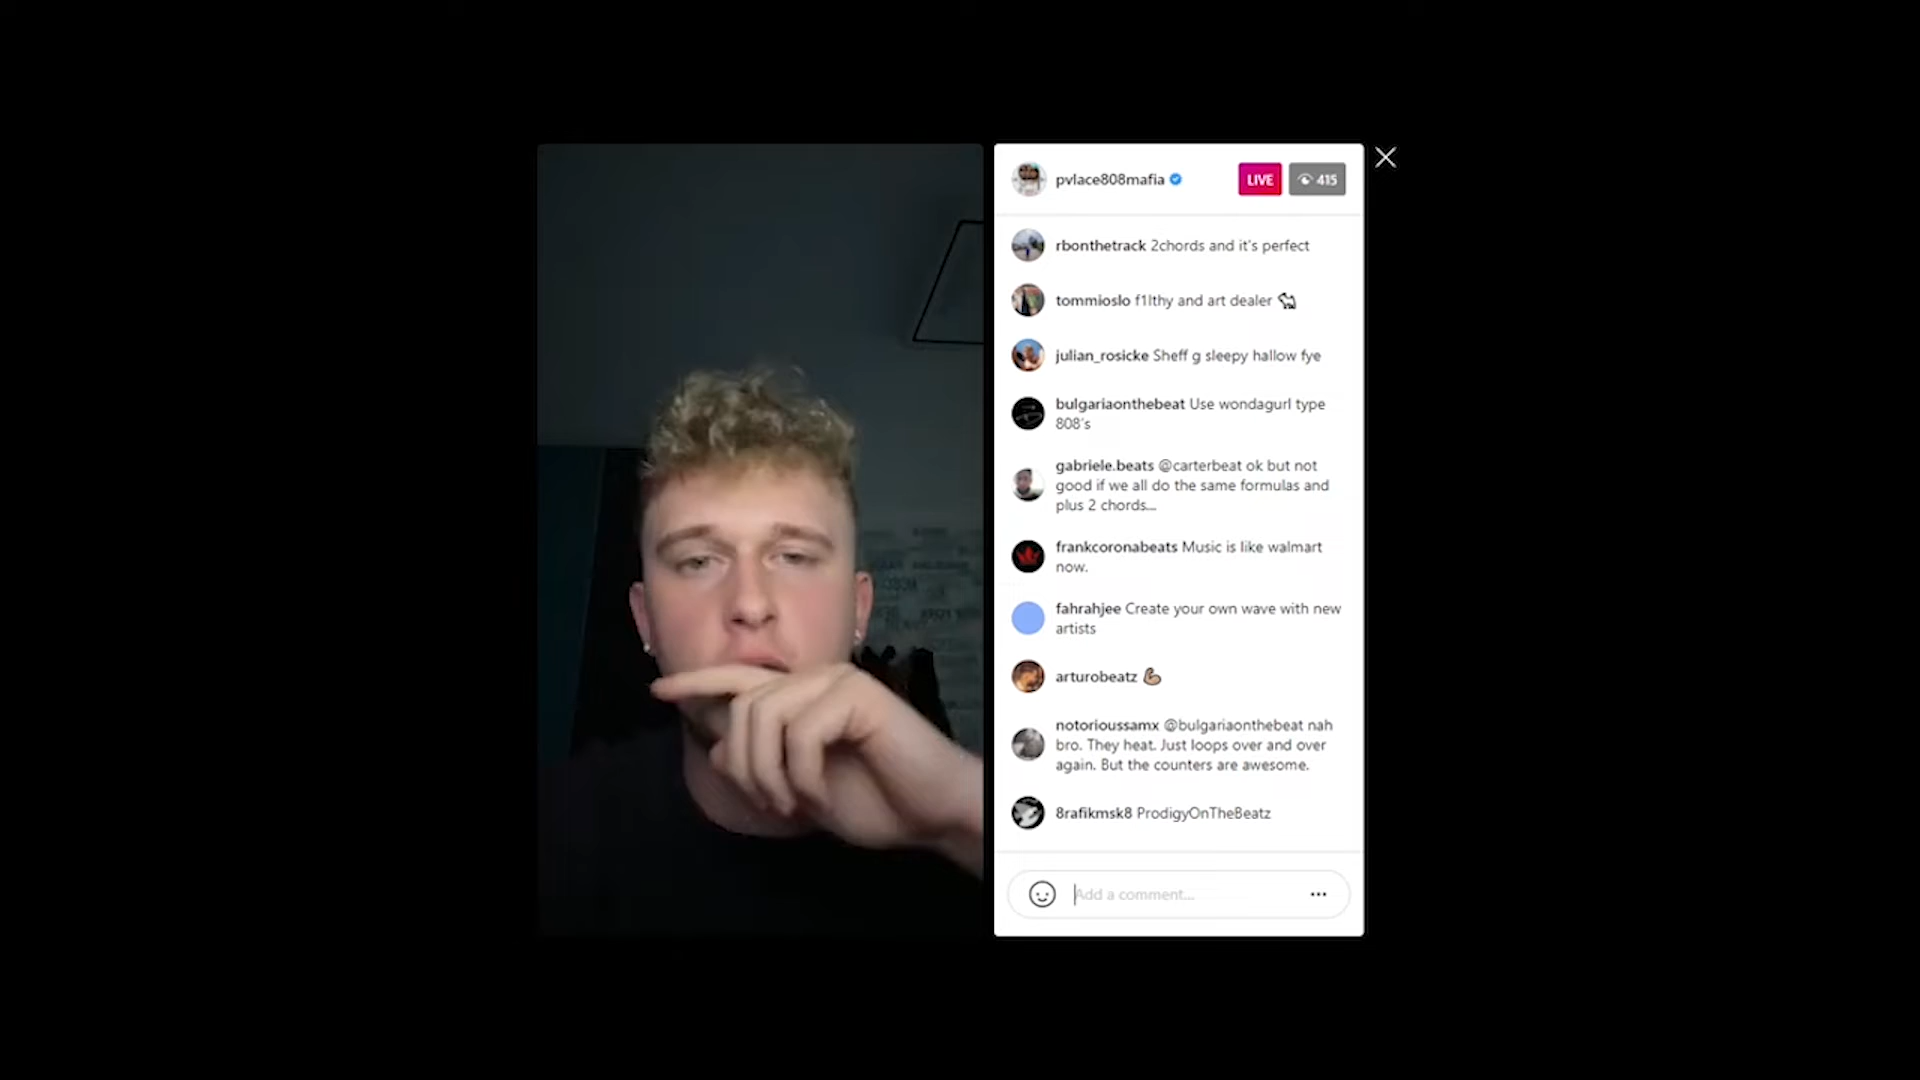 pvlace808mafia
LIVE
415
rbonthetrack 2chords and it's perfect
tommioslo f1lthy and art dealer
julian_rosicke Sheff g sleepy hallow fye
bulgariaonthebeat Use wondagurl type
808's
gabriele.beats @carterbeat ok but not
good if we all do the same formulas and
plus 2 chords...
frankcoronabeats Music is like walmart
now.
fahrahjee Create your own wave with new
artists
arturobeatz 💪🏽
notorioussamx @bulgariaonthebeat nah
bro. They heat. Just loops over and over
again. But the counters are awesome.
8rafikmsk8 ProdigyOnTheBeatz
Add a comment...